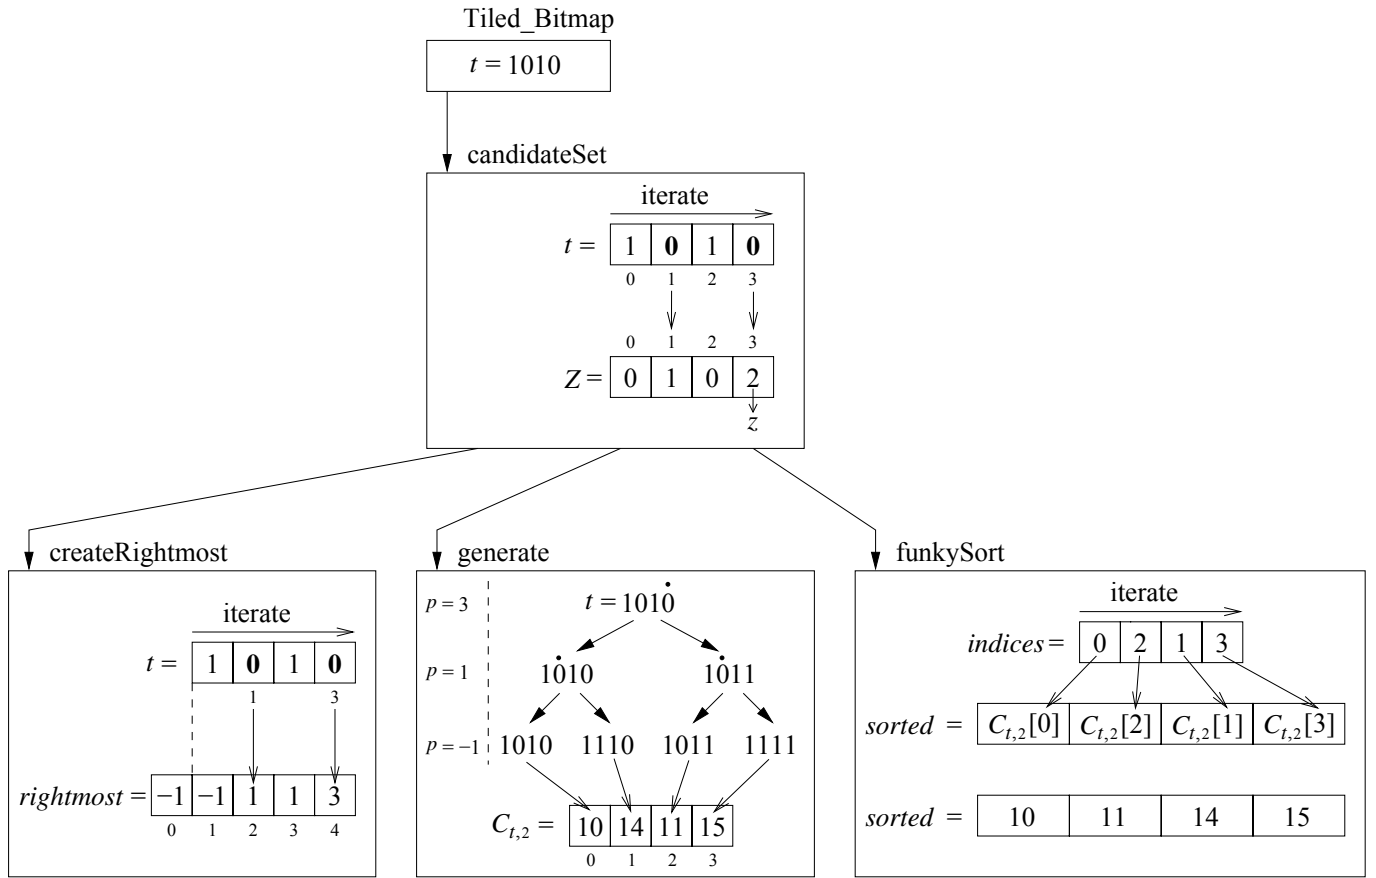 Tiled_Bitmap
t = 1010
candidateSet
iterate
t = 1 0 1 0
0 1 2 3
0 1 2 3
Z = 0 1 0 2
z
createRightmost
iterate
t = 1 0 1 0
1 3
rightmost = −1 −1 1 1 3
0 1 2 3 4
generate
p = 3 t = 1010
p = 1 1010 1011
p = −1 1010 1110 1011 1111
C_{t,2} = 10 14 11 15
0 1 2 3
funkySort
iterate
indices = 0 2 1 3
sorted = C_{t,2}[0] C_{t,2}[2] C_{t,2}[1] C_{t,2}[3]
sorted = 10 11 14 15